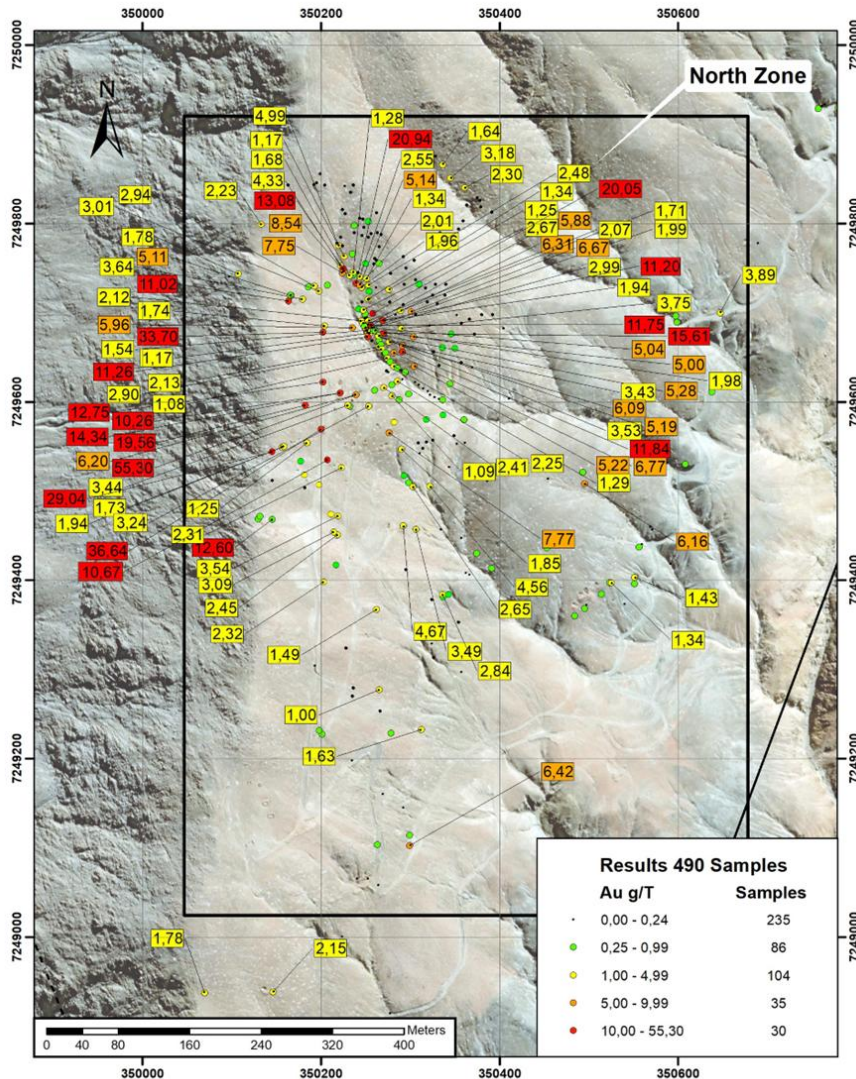 350000 350200 350400 350600
7250000 7250000
North Zone
N
4,99 1,28
20,94
1,17 1,64
1,68 2,55 3,18
4,33 5,14 2,30 2,48
2,23 13,08 1,34 1,34 20,05
2,94
3,01 8,54 2,01 1,25 5,88 1,71
7249800 7249800
2,67 2,07 1,99
1,78 7,75 1,96 6,31 6,67
5,11
3,64 2,99 11,20 3,89
11,02 1,94
2,12 1,74 3,75
5,96 33,70 11,75 15,61
1,54 1,17 5,04
11,26 5,00
2,13 1,98
2,90 3,43 5,28
7249600 7249600
1,08 6,09
12,75 10,26 3,53 5,19
14,34 19,56 11,84
6,20 55,30 1,09 2,41 2,25 5,22 6,77
3,44 1,29
29,04
1,73 1,25
1,94 3,24
2,31 7,77 6,16
36,64 12,60
10,67 3,54 1,85
7249400 7249400
3,09 4,56
2,45 2,65 1,43
2,32 4,67 1,34
1,49 3,49
2,84
1,00
1,63
7249200 7249200
6,42
Results 490 Samples
Au g/T Samples
0,00 - 0,24 235
0,25 - 0,99 86
1,00 - 4,99 104
5,00 - 9,99 35
10,00 - 55,30 30
7249000 7249000
1,78 2,15
Meters
0 40 80 160 240 320 400
350000 350200 350400 350600